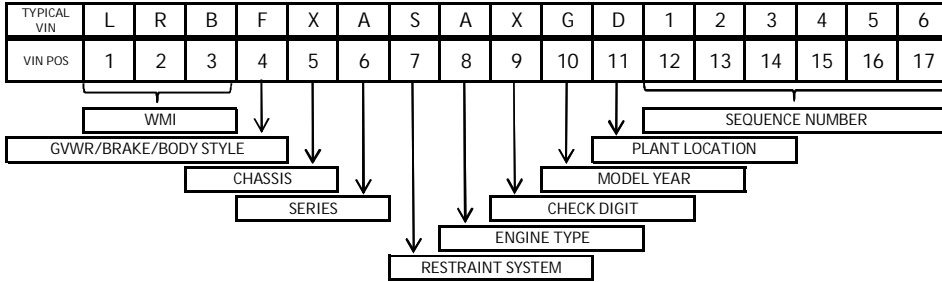 TYPICAL VIN L R B F X A S A X G D 1 2 3 4 5 6
VIN POS 1 2 3 4 5 6 7 8 9 10 11 12 13 14 15 16 17
WMI SEQUENCE NUMBER
GVWR/BRAKE/BODY STYLE PLANT LOCATION
CHASSIS MODEL YEAR
SERIES CHECK DIGIT
ENGINE TYPE
RESTRAINT SYSTEM